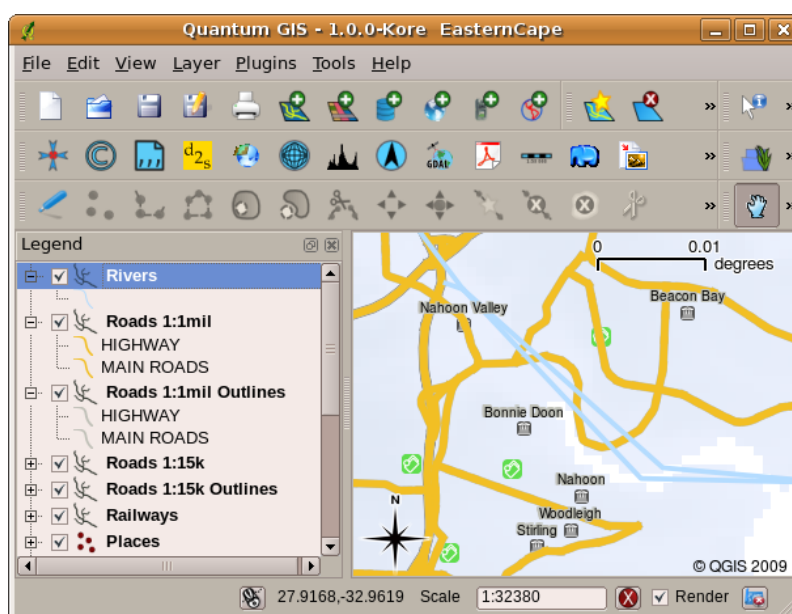 Quantum GIS - 1.0.0-Kore EasternCape
File Edit View Layer Plugins Tools Help
d2s
GDAL
Legend
Rivers
Roads 1:1mil
HIGHWAY
MAIN ROADS
Roads 1:1mil Outlines
HIGHWAY
MAIN ROADS
Roads 1:15k
Roads 1:15k Outlines
Railways
Places
0 0.01
degrees
Beacon Bay
Nahoon Valley
Bonnie Doon
Nahoon
Woodleigh
Stirling
N
© QGIS 2009
27.9168,-32.9619 Scale 1:32380 Render